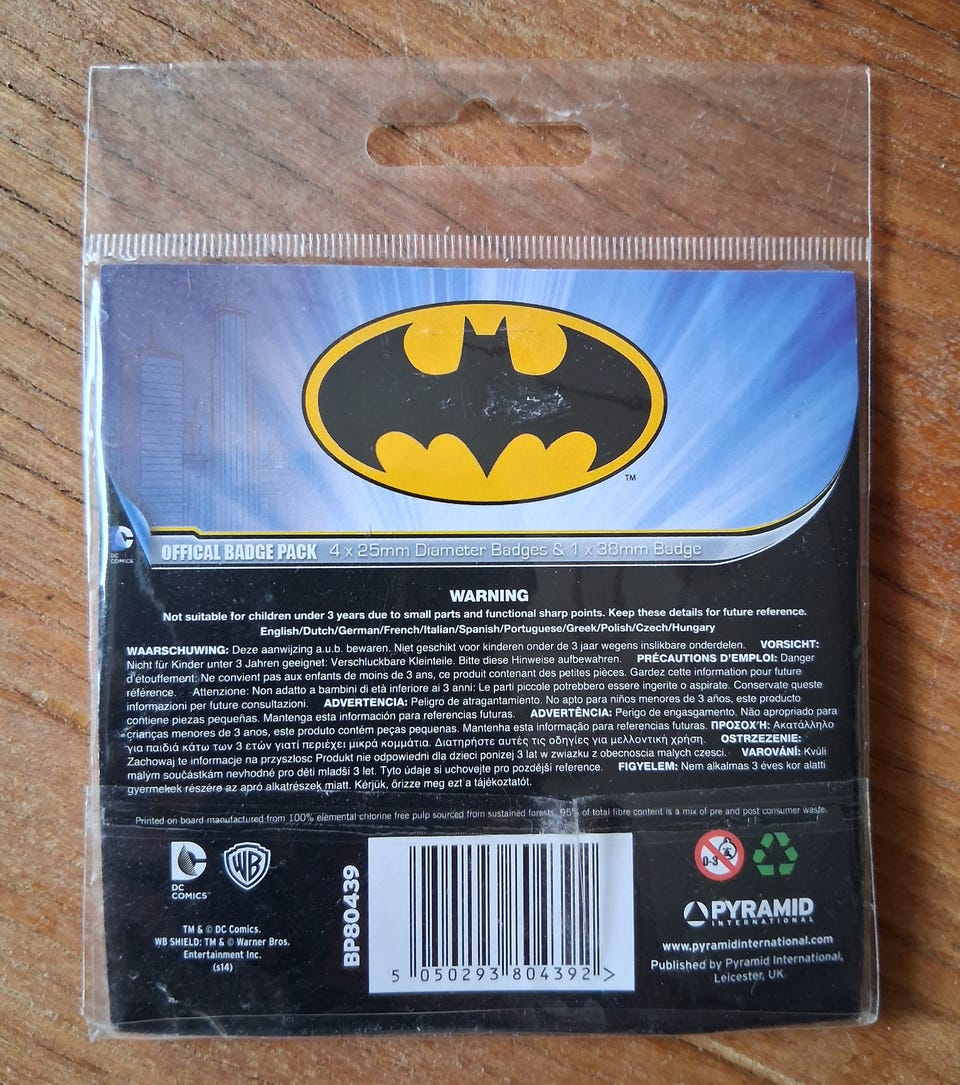 TM
DC
COMICS
OFFICAL BADGE PACK 4 x 25mm Diameter Badges & 1 x 38mm Badge
WARNING
Not suitable for children under 3 years due to small parts and functional sharp points. Keep these details for future reference.
English/Dutch/German/French/Italian/Spanish/Portuguese/Greek/Polish/Czech/Hungary
WAARSCHUWING: Deze aanwijzing a.u.b. bewaren. Niet geschikt voor kinderen onder de 3 jaar wegens inslikbare onderdelen. VORSICHT:
Nicht für Kinder unter 3 Jahren geeignet: Verschluckbare Kleinteile. Bitte diese Hinweise aufbewahren. PRÉCAUTIONS D'EMPLOI: Danger
d'étouffement: Ne convient pas aux enfants de moins de 3 ans, ce produit contenant des petites pièces. Gardez cette information pour future
référence. Attenzione: Non adatto a bambini di età inferiore ai 3 anni: Le parti piccole potrebbero essere ingerite o aspirate. Conservate queste
informazioni per future consultazioni. ADVERTENCIA: Peligro de atragantamiento. No apto para niños menores de 3 años, este producto
contiene piezas pequeñas. Mantenga esta información para referencias futuras. ADVERTÊNCIA: Perigo de engasgamento. Não apropriado para
crianças menores de 3 anos, este produto contém peças pequenas. Mantenha esta informação para referencias futuras. ΠΡΟΣΟΧΉ: Ακατάλληλο
για παιδιά κάτω των 3 ετών γιατί περιέχει μικρά κομμάτια. Διατηρήστε αυτές τις οδηγίες για μελλοντική χρήση. OSTRZEZENIE:
Zachowaj te informacje na przyszlosc Produkt nie odpowiedni dla dzieci ponizej 3 lat w zwiazku z obecnoscia malych czesci. VAROVÁNÍ: Kvůli
malým součástkám nevhodné pro děti mladší 3 let. Tyto údaje si uchovejte pro pozdější reference. FIGYELEM: Nem alkalmas 3 éves kor alatti
gyermekek részére az apró alkatrészek miatt. Kérjük, őrizze meg ezt a tájékoztatót.
Printed on board manufactured from 100% elemental chlorine free pulp sourced from sustained forests. 95% of total fibre content is a mix of pre and post consumer waste.
DC
COMICS™
WB
TM & © DC Comics.
WB SHIELD: TM & © Warner Bros.
Entertainment Inc.
(s14)
BP80439
5 050293 804392 >
0-3
PYRAMID
INTERNATIONAL
www.pyramidinternational.com
Published by Pyramid International,
Leicester, UK